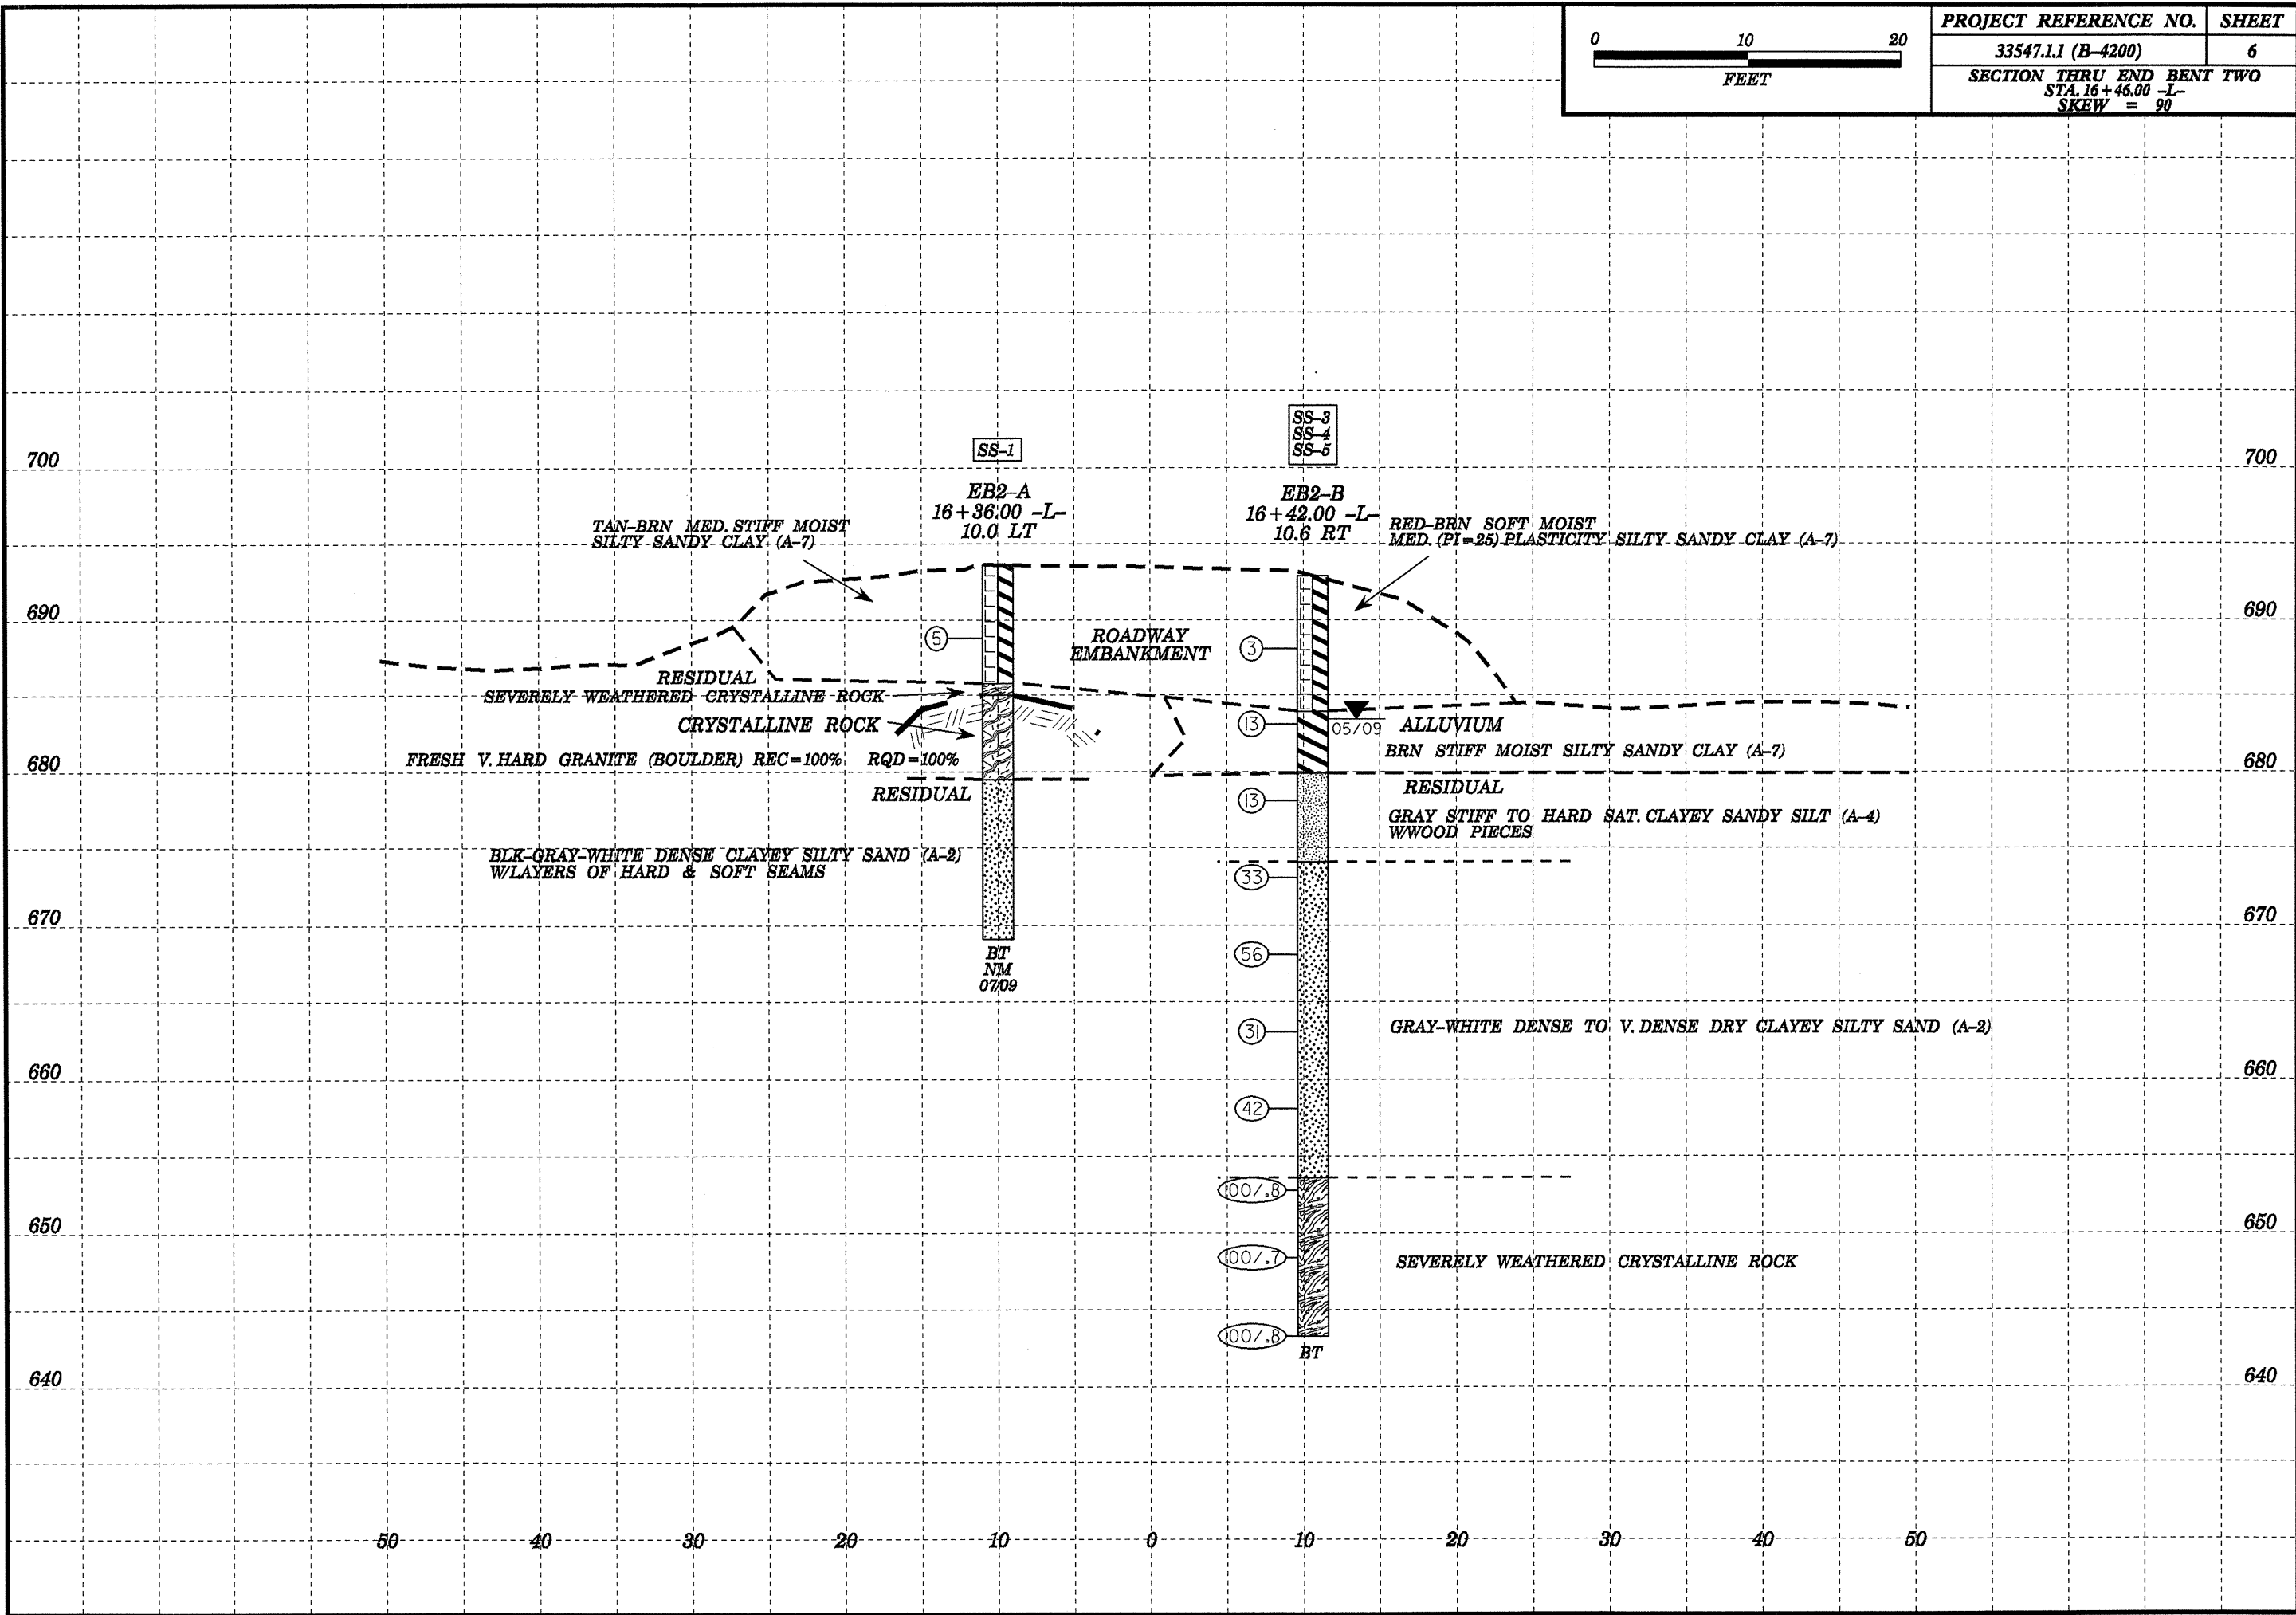 PROJECT REFERENCE NO. SHEET
33547.1.1 (B-4200) 6
SECTION THRU END BENT TWO
STA. 16+46.00 -L-
SKEW = 90
0 10 20
FEET
SS-1
SS-3
SS-4
SS-5
700 700
EB2-A
16+36.00 -L-
10.0 LT
EB2-B
16+42.00 -L-
10.6 RT
TAN-BRN MED. STIFF MOIST
SILTY SANDY CLAY (A-7)
RED-BRN SOFT MOIST
MED. (PI=25) PLASTICITY SILTY SANDY CLAY (A-7)
690 690
5
ROADWAY
EMBANKMENT
3
RESIDUAL
SEVERELY WEATHERED CRYSTALLINE ROCK
CRYSTALLINE ROCK
13
05/09
ALLUVIUM
BRN STIFF MOIST SILTY SANDY CLAY (A-7)
FRESH V. HARD GRANITE (BOULDER) REC=100% RQD=100%
680 680
RESIDUAL
13
RESIDUAL
GRAY STIFF TO HARD SAT. CLAYEY SANDY SILT (A-4)
W/WOOD PIECES
BLK-GRAY-WHITE DENSE CLAYEY SILTY SAND (A-2)
W/LAYERS OF HARD & SOFT SEAMS
33
670 670
BT
NM
07/09
56
31
GRAY-WHITE DENSE TO V. DENSE DRY CLAYEY SILTY SAND (A-2)
660 660
42
100/.8
650 650
100/.7
SEVERELY WEATHERED CRYSTALLINE ROCK
100/.8
BT
640 640
50 40 30 20 10 0 10 20 30 40 50